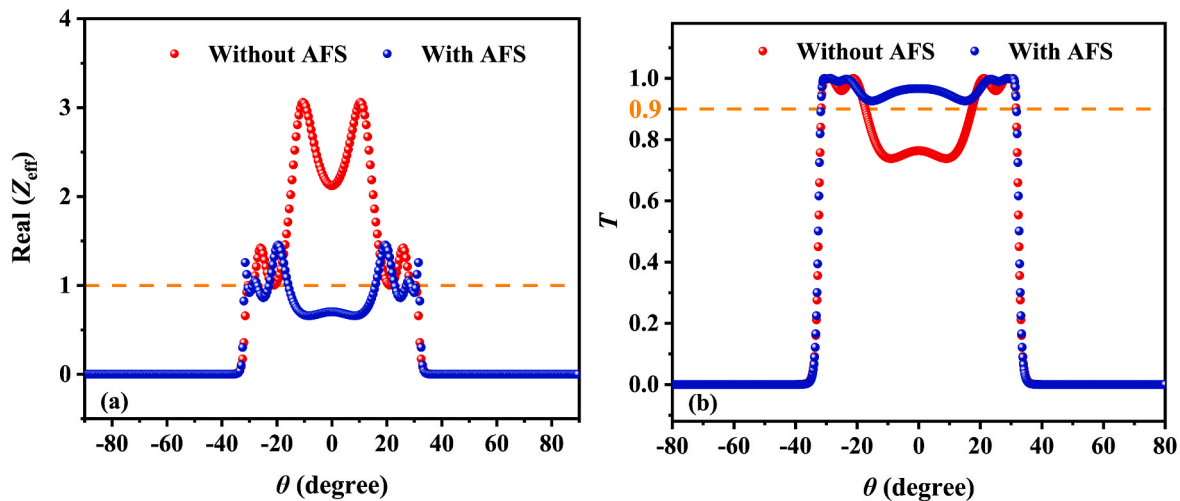 4
3
2
1
0
Real (Z_eff)
Without AFS
With AFS
(a)
-80 -60 -40 -20 0 20 40 60 80
θ (degree)
1.0
0.9
0.8
0.6
0.4
0.2
0.0
T
Without AFS
With AFS
(b)
-80 -60 -40 -20 0 20 40 60 80
θ (degree)